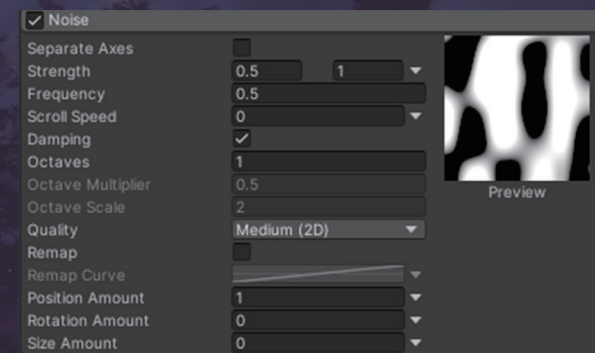 Noise
Separate Axes
Strength 0.5 1
Frequency 0.5
Scroll Speed 0
Damping
Octaves 1
Octave Multiplier 0.5
Octave Scale 2
Quality Medium (2D)
Remap
Remap Curve
Position Amount 1
Rotation Amount 0
Size Amount 0
Preview